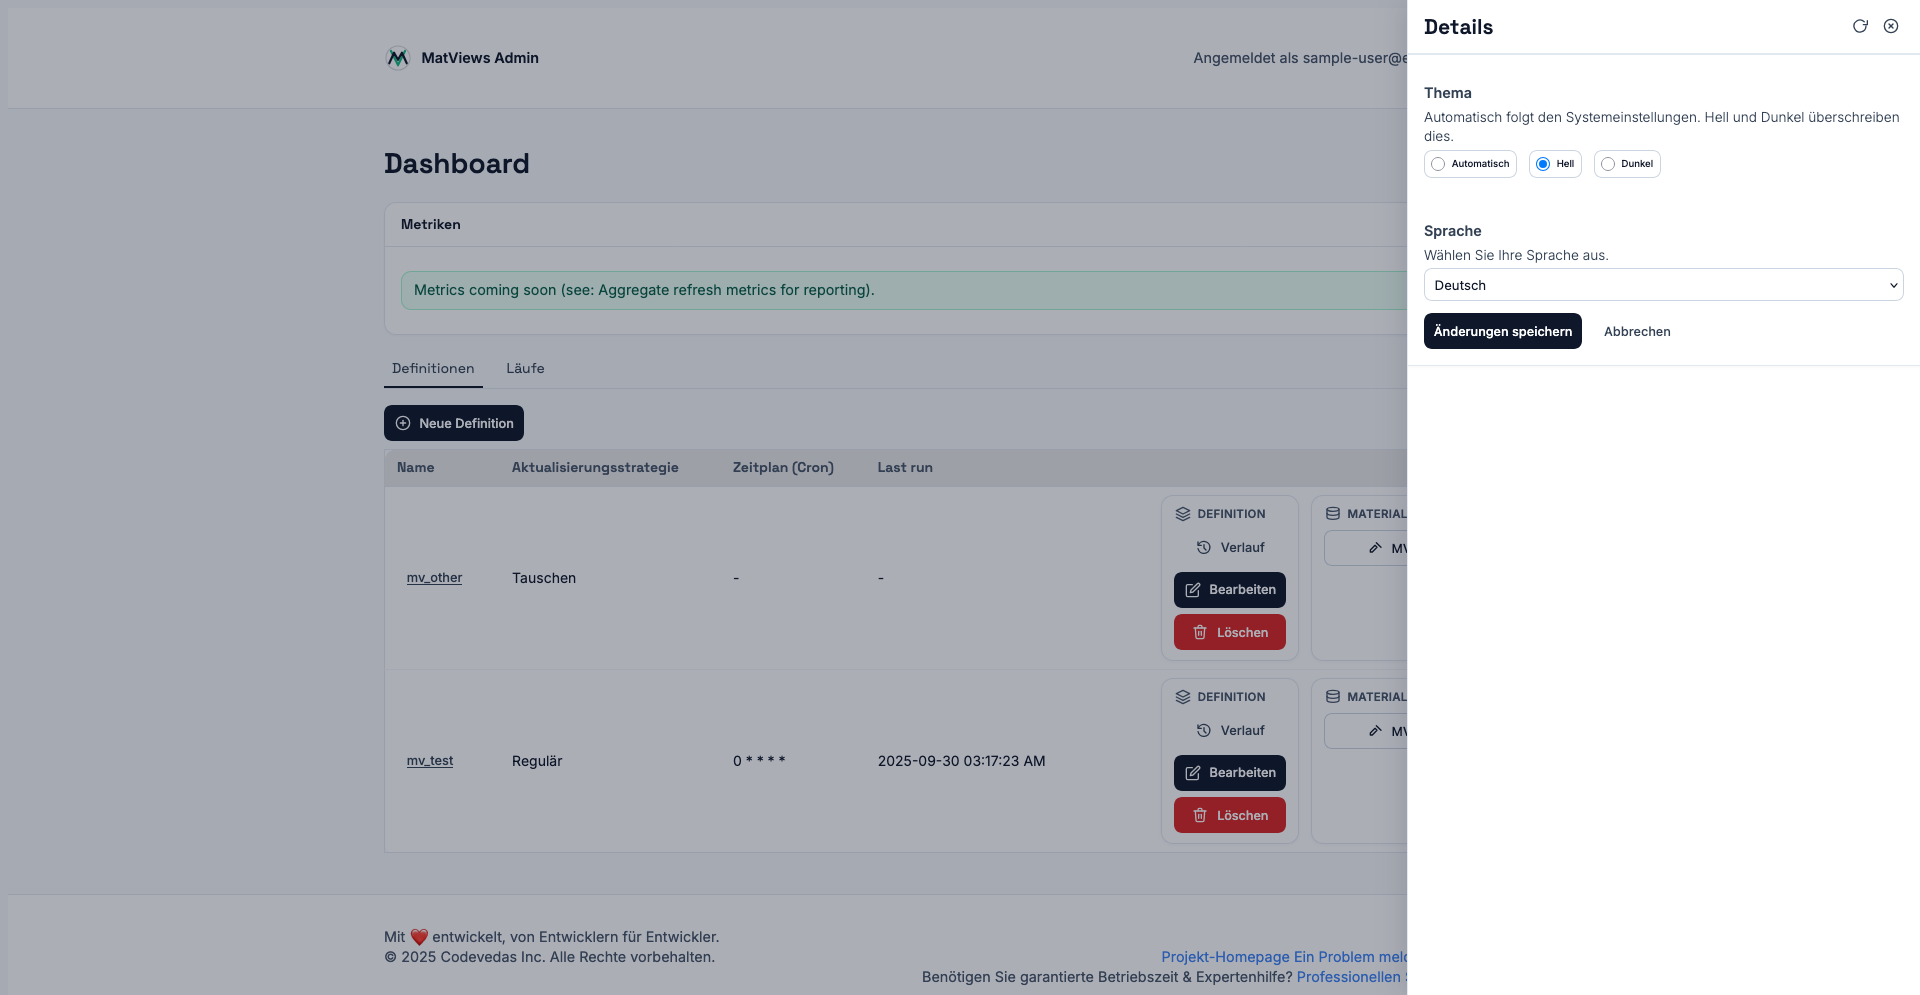 MatViews Admin
Angemeldet als sample-user@e
Dashboard
Metriken
Metrics coming soon (see: Aggregate refresh metrics for reporting).
Definitionen Läufe
Neue Definition
Name Aktualisierungsstrategie Zeitplan (Cron) Last run
DEFINITION MATERIAL
Verlauf MV
mv_other Tauschen - -
Bearbeiten
Löschen
DEFINITION MATERIAL
Verlauf MV
mv_test Regulär 0 * * * * 2025-09-30 03:17:23 AM
Bearbeiten
Löschen
Mit ❤️ entwickelt, von Entwicklern für Entwickler.
© 2025 Codevedas Inc. Alle Rechte vorbehalten.
Projekt-Homepage Ein Problem meld
Benötigen Sie garantierte Betriebszeit & Expertenhilfe? Professionellen
Details
Thema
Automatisch folgt den Systemeinstellungen. Hell und Dunkel überschreiben
dies.
Automatisch Hell Dunkel
Sprache
Wählen Sie Ihre Sprache aus.
Deutsch
Änderungen speichern Abbrechen